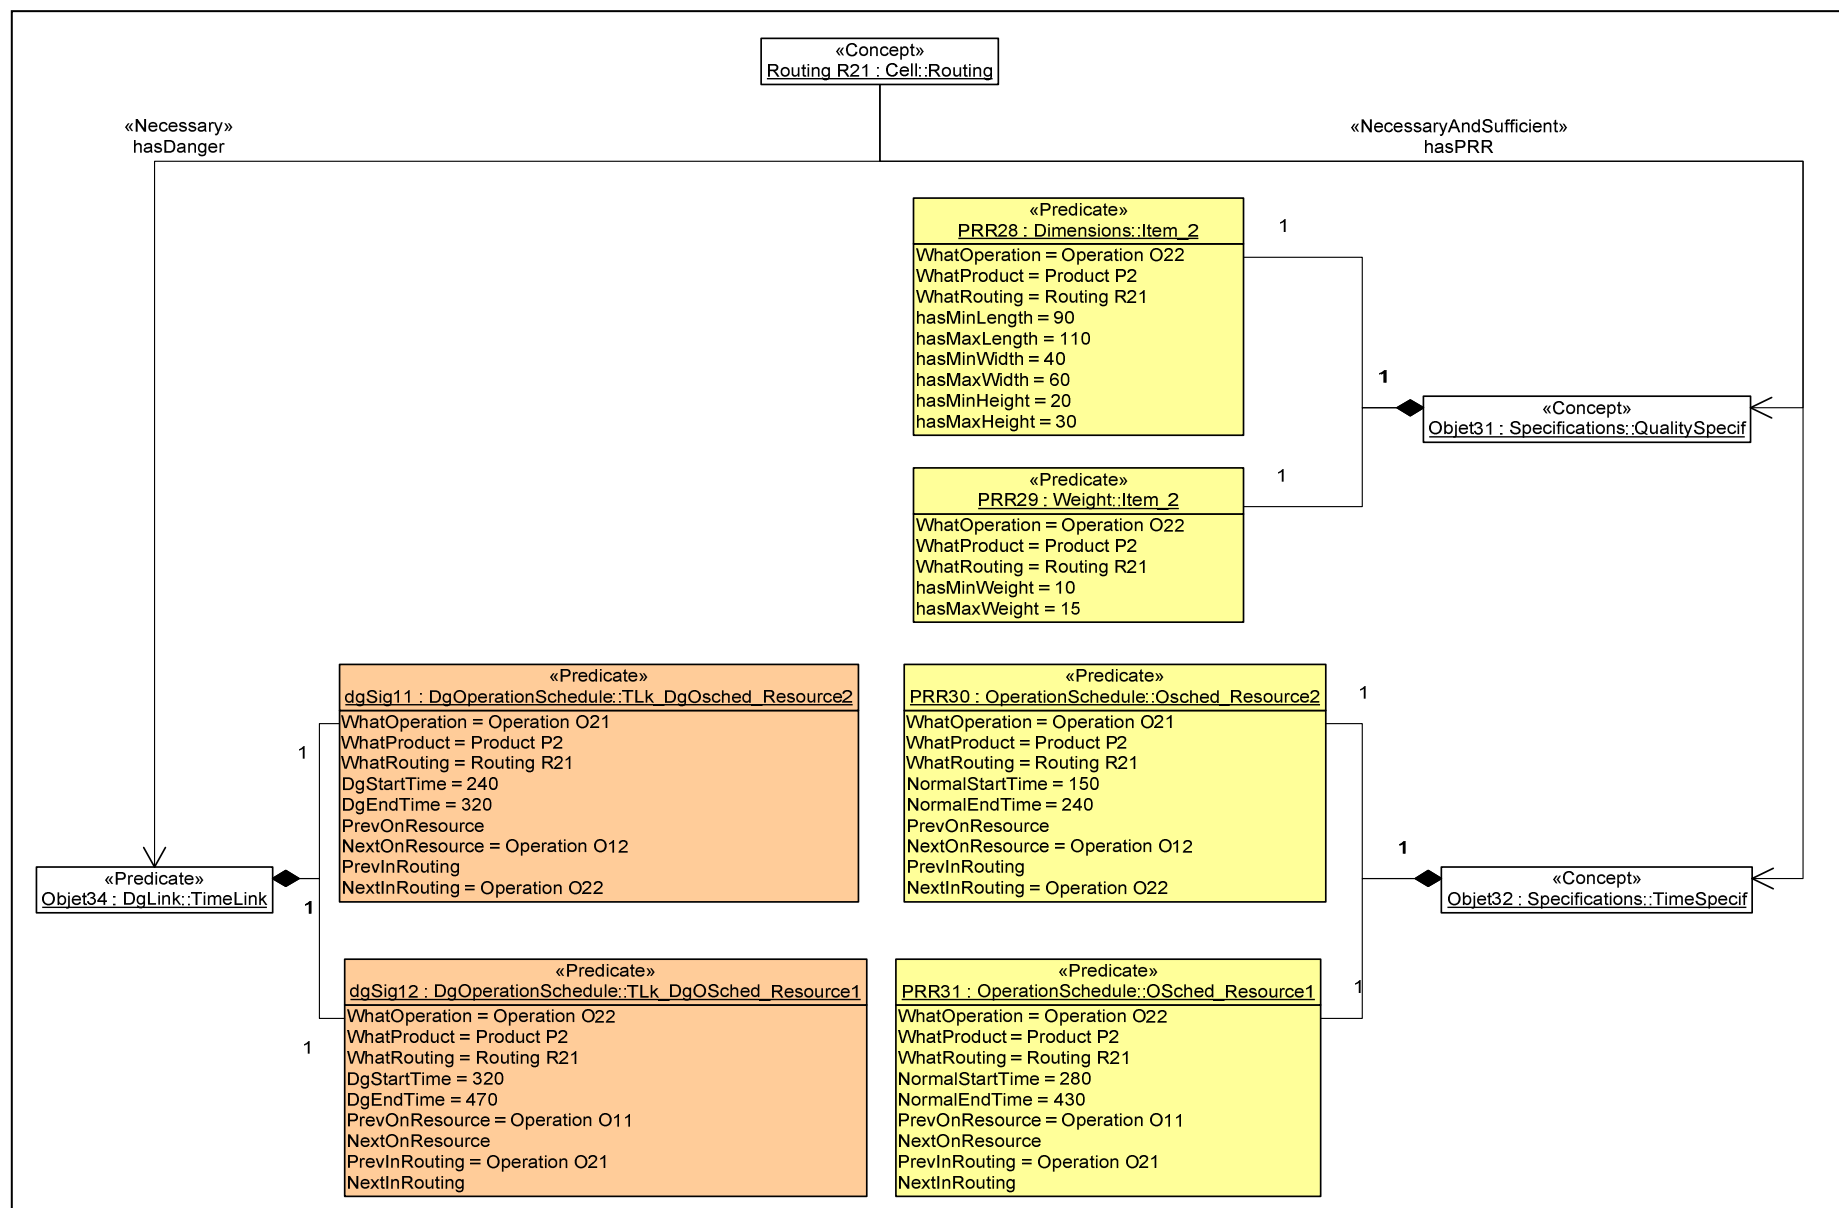 «Concept»
Routing R21 : Cell::Routing
«Necessary»
hasDanger
«NecessaryAndSufficient»
hasPRR
«Predicate»
PRR28 : Dimensions::Item_2
WhatOperation = Operation O22
WhatProduct = Product P2
WhatRouting = Routing R21
hasMinLength = 90
hasMaxLength = 110
hasMinWidth = 40
hasMaxWidth = 60
hasMinHeight = 20
hasMaxHeight = 30
1
1
«Concept»
Objet31 : Specifications::QualitySpecif
«Predicate»
PRR29 : Weight::Item_2
WhatOperation = Operation O22
WhatProduct = Product P2
WhatRouting = Routing R21
hasMinWeight = 10
hasMaxWeight = 15
1
«Predicate»
dgSig11 : DgOperationSchedule::TLk_DgOsched_Resource2
WhatOperation = Operation O21
WhatProduct = Product P2
WhatRouting = Routing R21
DgStartTime = 240
DgEndTime = 320
PrevOnResource
NextOnResource = Operation O12
PrevInRouting
NextInRouting = Operation O22
1
«Predicate»
PRR30 : OperationSchedule::Osched_Resource2
WhatOperation = Operation O21
WhatProduct = Product P2
WhatRouting = Routing R21
NormalStartTime = 150
NormalEndTime = 240
PrevOnResource
NextOnResource = Operation O12
PrevInRouting
NextInRouting = Operation O22
1
1
«Predicate»
Objet34 : DgLink::TimeLink
1
«Concept»
Objet32 : Specifications::TimeSpecif
«Predicate»
dgSig12 : DgOperationSchedule::TLk_DgOSched_Resource1
WhatOperation = Operation O22
WhatProduct = Product P2
WhatRouting = Routing R21
DgStartTime = 320
DgEndTime = 470
PrevOnResource = Operation O11
NextOnResource
PrevInRouting = Operation O21
NextInRouting
1
«Predicate»
PRR31 : OperationSchedule::OSched_Resource1
WhatOperation = Operation O22
WhatProduct = Product P2
WhatRouting = Routing R21
NormalStartTime = 280
NormalEndTime = 430
PrevOnResource = Operation O11
NextOnResource
PrevInRouting = Operation O21
NextInRouting
1